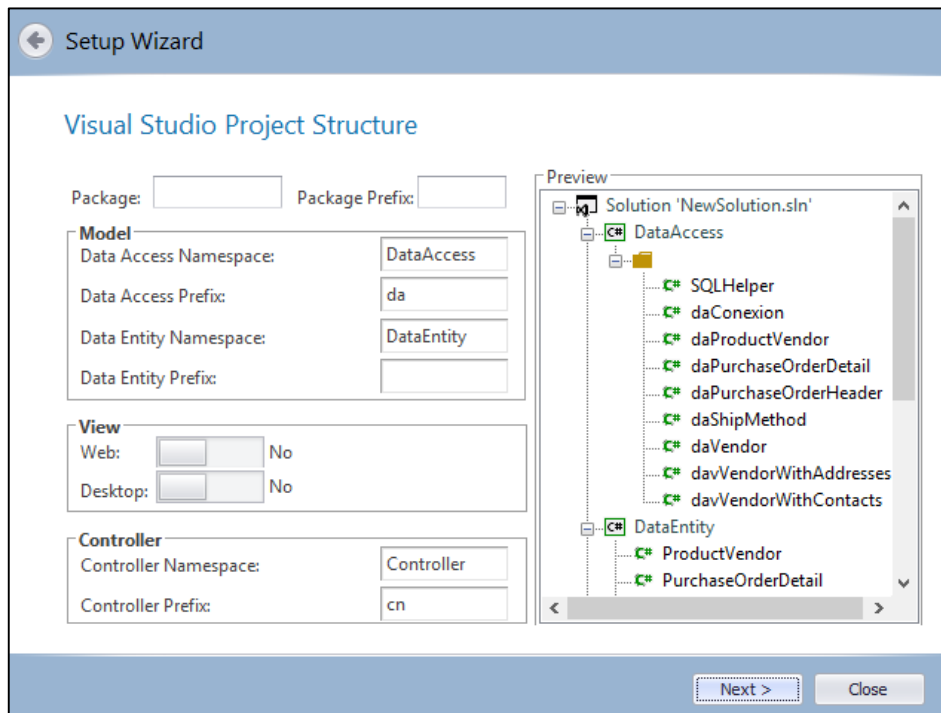 Setup Wizard
Visual Studio Project Structure
Package:
Package Prefix:
Model
Data Access Namespace: DataAccess
Data Access Prefix: da
Data Entity Namespace: DataEntity
Data Entity Prefix:
View
Web: No
Desktop: No
Controller
Controller Namespace: Controller
Controller Prefix: cn
Preview
Solution 'NewSolution.sln'
C# DataAccess
C# SQLHelper
C# daConexion
C# daProductVendor
C# daPurchaseOrderDetail
C# daPurchaseOrderHeader
C# daShipMethod
C# daVendor
C# davVendorWithAddresses
C# davVendorWithContacts
C# DataEntity
C# ProductVendor
C# PurchaseOrderDetail
Next >
Close